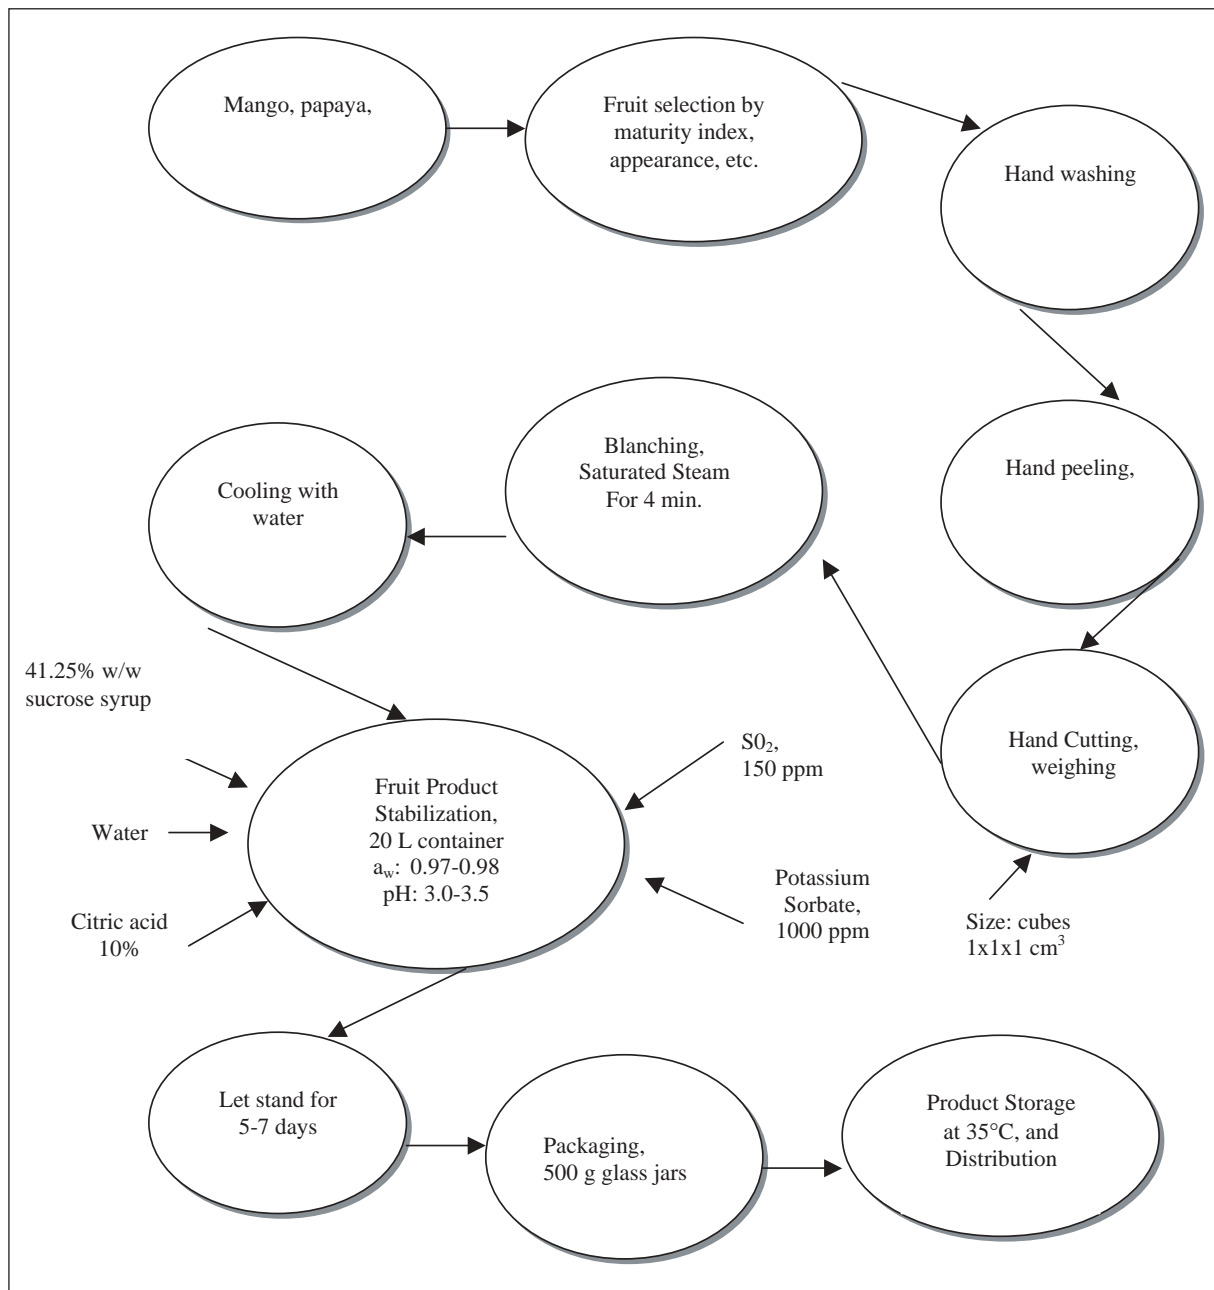 Mango, papaya,
Fruit selection by
maturity index,
appearance, etc.
Hand washing
Hand peeling,
Hand Cutting,
weighing
Size: cubes
1x1x1 cm³
Blanching,
Saturated Steam
For 4 min.
Cooling with
water
41.25% w/w
sucrose syrup
Water
Citric acid
10%
Fruit Product
Stabilization,
20 L container
a_w: 0.97-0.98
pH: 3.0-3.5
S0₂,
150 ppm
Potassium
Sorbate,
1000 ppm
Let stand for
5-7 days
Packaging,
500 g glass jars
Product Storage
at 35°C, and
Distribution